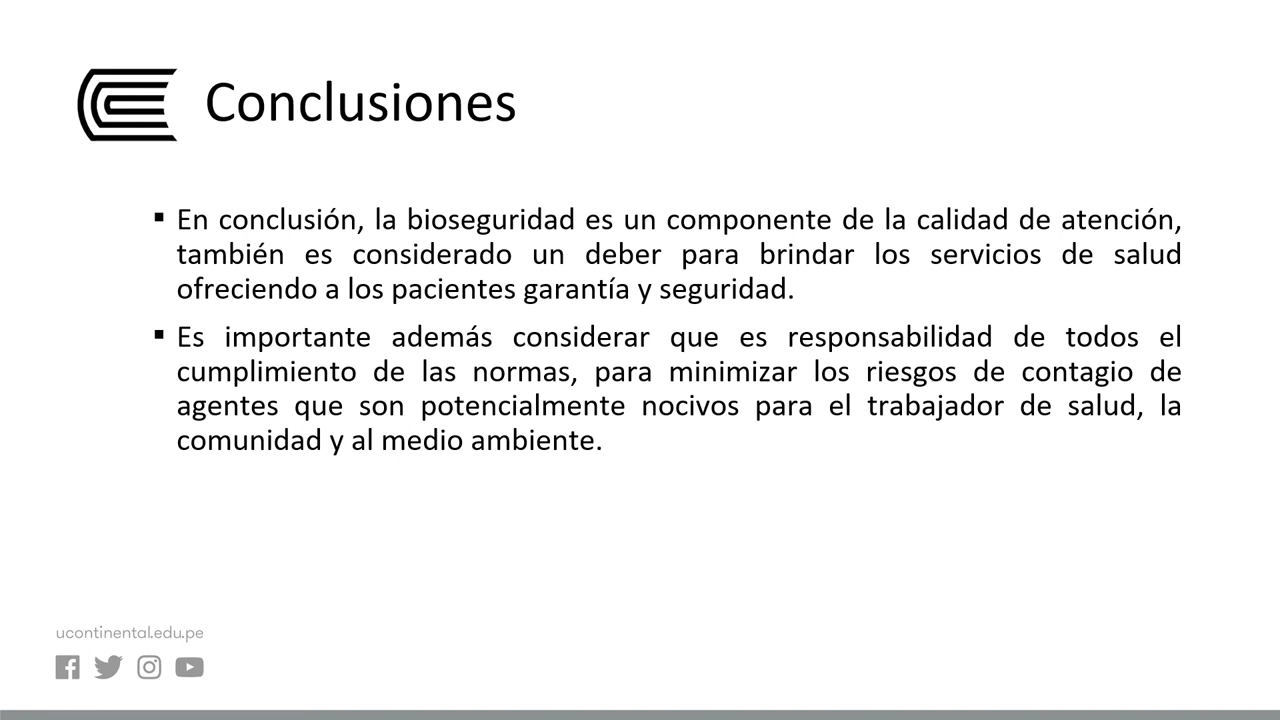 Conclusiones
▪ En conclusión, la bioseguridad es un componente de la calidad de atención,
también es considerado un deber para brindar los servicios de salud
ofreciendo a los pacientes garantía y seguridad.
▪ Es importante además considerar que es responsabilidad de todos el
cumplimiento de las normas, para minimizar los riesgos de contagio de
agentes que son potencialmente nocivos para el trabajador de salud, la
comunidad y al medio ambiente.
ucontinental.edu.pe